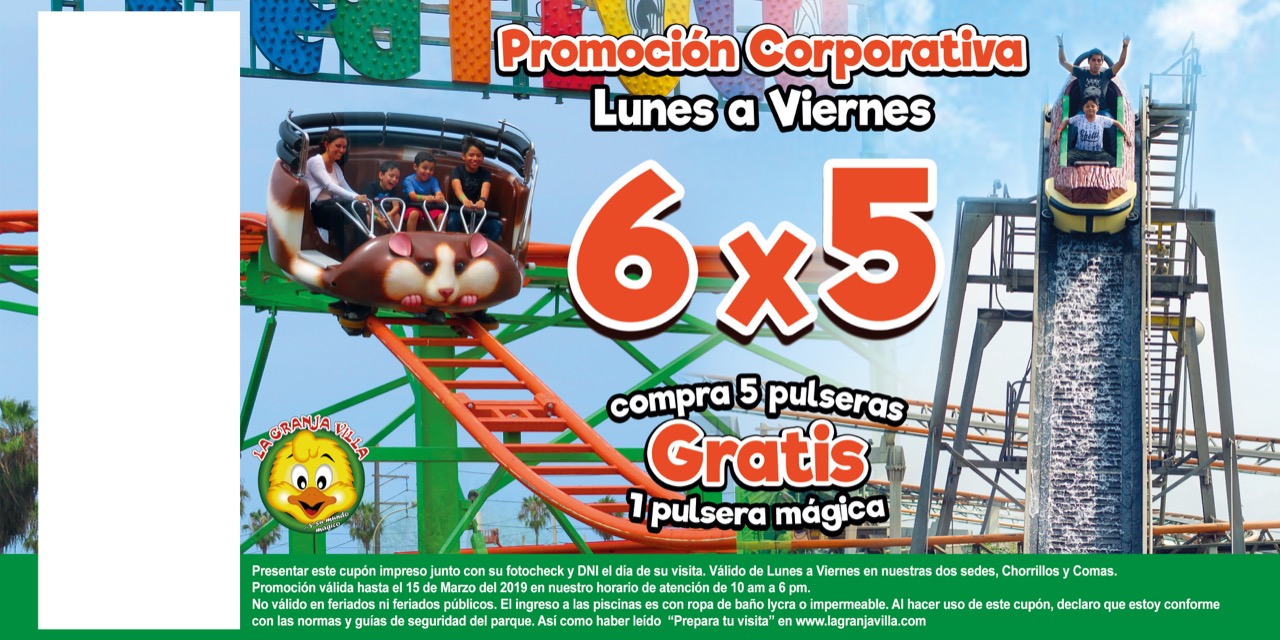 Promoción Corporativa
Lunes a Viernes
6 x 5
compra 5 pulseras
Gratis
1 pulsera mágica
LA GRANJA VILLA
Y su mundo
mágico
Presentar este cupón impreso junto con su fotocheck y DNI el día de su visita. Válido de Lunes a Viernes en nuestras dos sedes, Chorrillos y Comas.
Promoción válida hasta el 15 de Marzo del 2019 en nuestro horario de atención de 10 am a 6 pm.
No válido en feriados ni feriados públicos. El ingreso a las piscinas es con ropa de baño lycra o impermeable. Al hacer uso de este cupón, declaro que estoy conforme
con las normas y guías de seguridad del parque. Así como haber leído “Prepara tu visita” en www.lagranjavilla.com